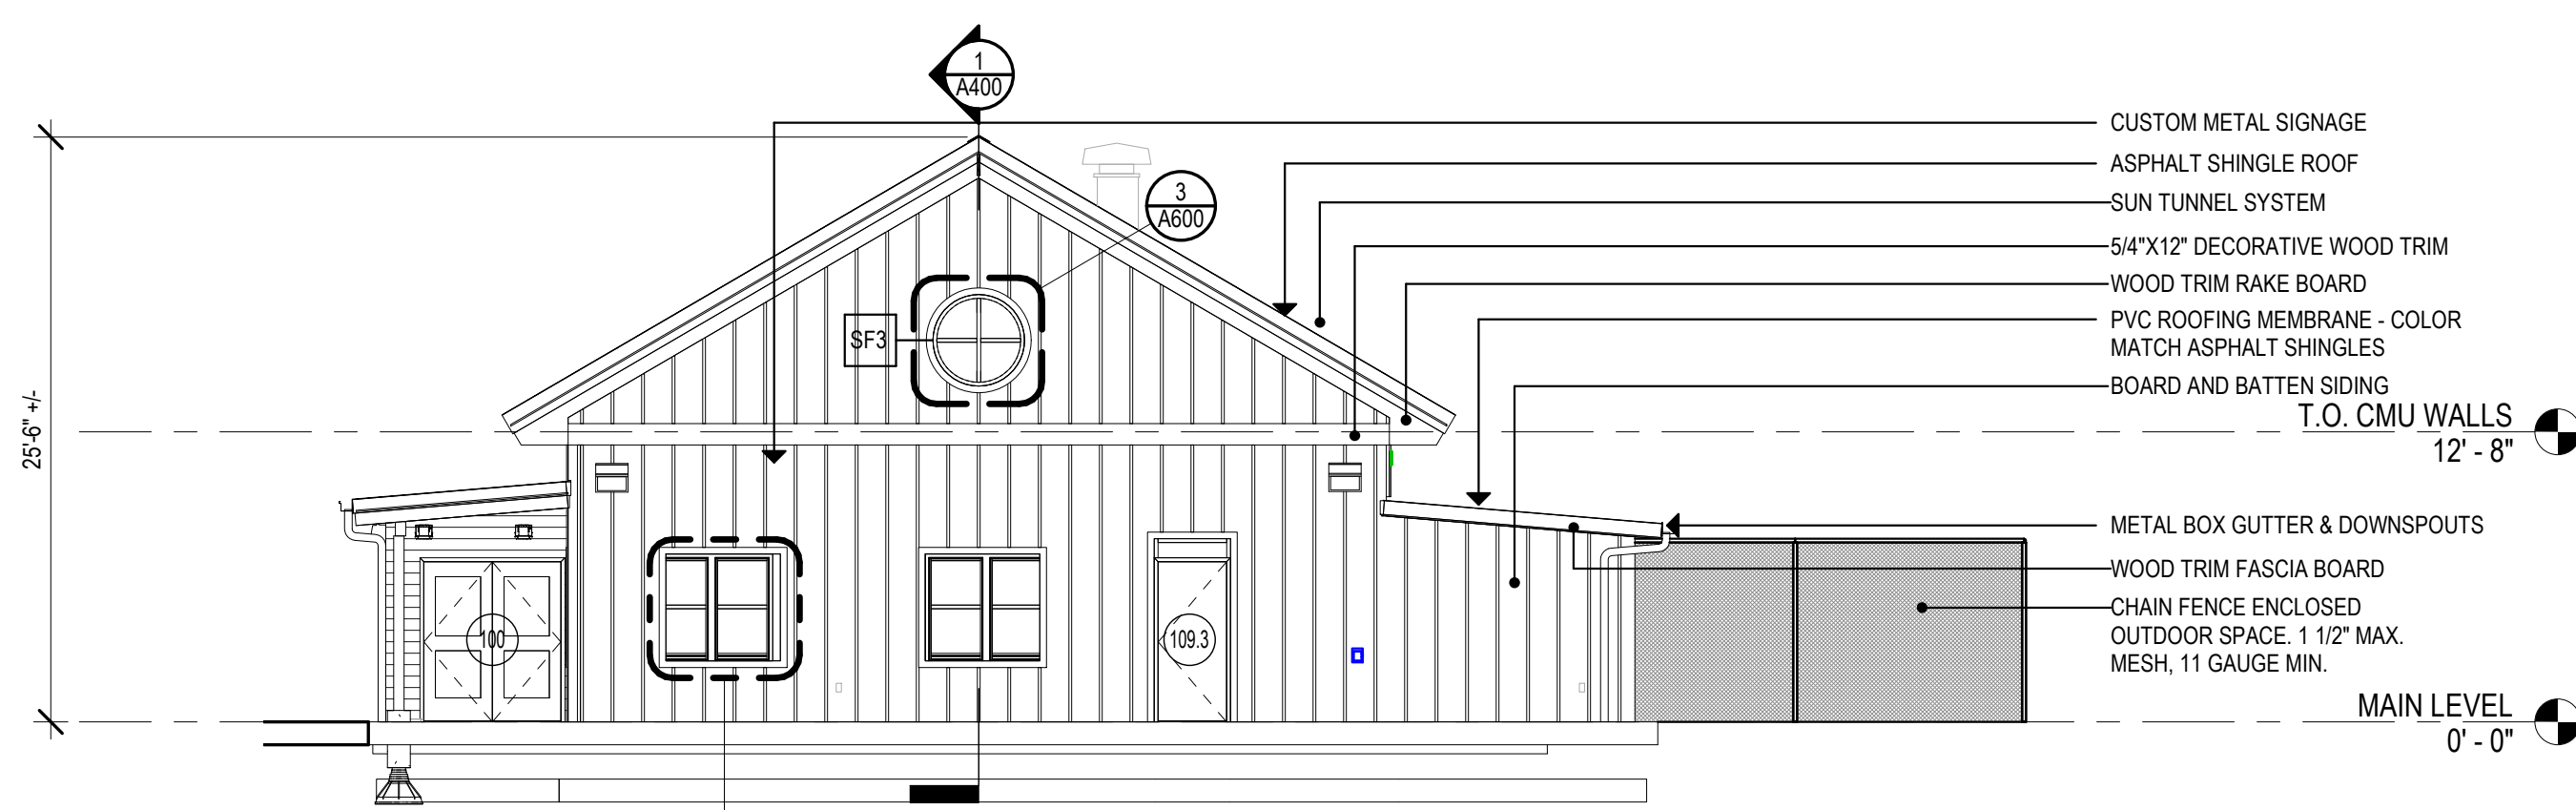 1
A400
CUSTOM METAL SIGNAGE
ASPHALT SHINGLE ROOF
3
A600
SUN TUNNEL SYSTEM
5/4"X12" DECORATIVE WOOD TRIM
WOOD TRIM RAKE BOARD
SF3
PVC ROOFING MEMBRANE - COLOR
MATCH ASPHALT SHINGLES
BOARD AND BATTEN SIDING
25'-6" +/-
T.O. CMU WALLS
12' - 8"
METAL BOX GUTTER & DOWNSPOUTS
WOOD TRIM FASCIA BOARD
CHAIN FENCE ENCLOSED
OUTDOOR SPACE. 1 1/2" MAX.
MESH, 11 GAUGE MIN.
100
109.3
MAIN LEVEL
0' - 0"